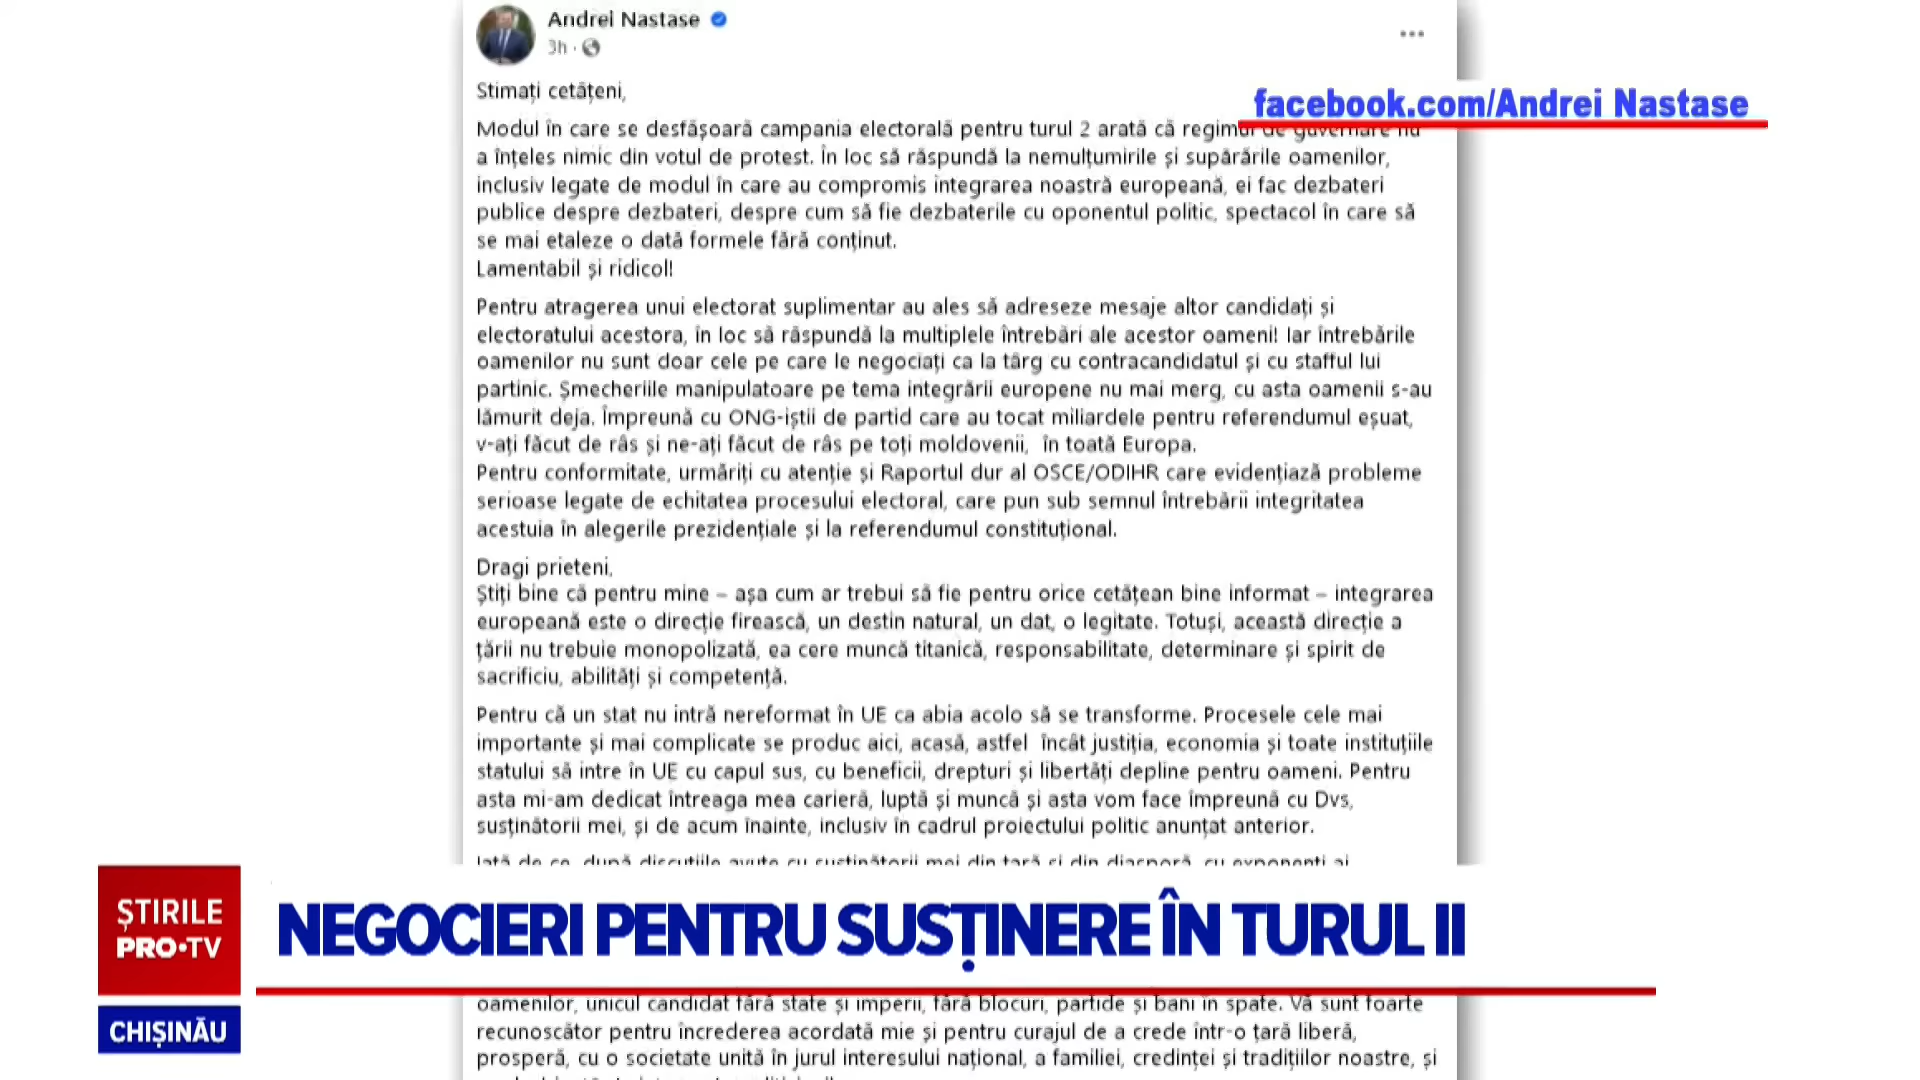 Andrei Nastase
3h ·
Stimați cetățeni,
facebook.com/Andrei Nastase
Modul în care se desfășoară campania electorală pentru turul 2 arată că regimul de guvernare nu
a înțeles nimic din votul de protest. În loc să răspundă la nemulțumirile și supărările oamenilor,
inclusiv legate de modul în care au compromis integrarea noastră europeană, ei fac dezbateri
publice despre dezbateri, despre cum să fie dezbaterile cu oponentul politic, spectacol în care să
se mai etaleze o dată formele fără conținut.
Lamentabil și ridicol!
Pentru atragerea unui electorat suplimentar au ales să adreseze mesaje altor candidați și
electoratului acestora, în loc să răspundă la multiplele întrebări ale acestor oameni! Iar întrebările
oamenilor nu sunt doar cele pe care le negociați ca la târg cu contracandidatul și cu stafful lui
partinic. Șmecheriile manipulatoare pe tema integrării europene nu mai merg, cu asta oamenii s-au
lămurit deja. Împreună cu ONG-iștii de partid care au tocat miliardele pentru referendumul eșuat,
v-ați făcut de râs și ne-ați făcut de râs pe toți moldovenii, în toată Europa.
Pentru conformitate, urmăriți cu atenție și Raportul dur al OSCE/ODIHR care evidențiază probleme
serioase legate de echitatea procesului electoral, care pun sub semnul întrebării integritatea
acestuia în alegerile prezidențiale și la referendumul constituțional.
Dragi prieteni,
Știți bine că pentru mine – așa cum ar trebui să fie pentru orice cetățean bine informat – integrarea
europeană este o direcție firească, un destin natural, un dat, o legitate. Totuși, această direcție a
țării nu trebuie monopolizată, ea cere muncă titanică, responsabilitate, determinare și spirit de
sacrificiu, abilități și competență.
Pentru că un stat nu intră nereformat în UE ca abia acolo să se transforme. Procesele cele mai
importante și mai complicate se produc aici, acasă, astfel încât justiția, economia și toate instituțiile
statului să intre în UE cu capul sus, cu beneficii, drepturi și libertăți depline pentru oameni. Pentru
asta mi-am dedicat întreaga mea carieră, luptă și muncă și asta vom face împreună cu Dvs,
susținătorii mei, și de acum înainte, inclusiv în cadrul proiectului politic anunțat anterior.
Iată de ce, după discuțiile avute cu susținătorii mei din țară și din diasporă, cu exponenți ai
ȘTIRILE
PRO•TV
NEGOCIERI PENTRU SUSȚINERE ÎN TURUL II
CHIȘINĂU
oamenilor, unicul candidat fără state și imperii, fără blocuri, partide și bani în spate. Vă sunt foarte
recunoscător pentru încrederea acordată mie și pentru curajul de a crede într-o țară liberă,
prosperă, cu o societate unită în jurul interesului național, a familiei, credinței și tradițiilor noastre, și